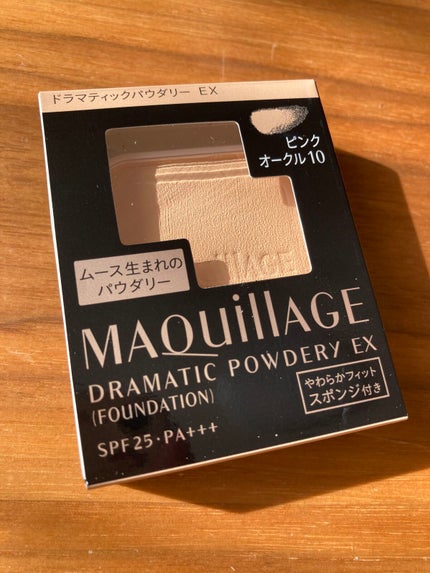 ドラマティックパウダリー EX
ピンク
オークル10
ムース生まれの
パウダリー
MAQuillAGE
DRAMATIC POWDERY EX
(FOUNDATION)
SPF25・PA+++
やわらかフィット
スポンジ付き